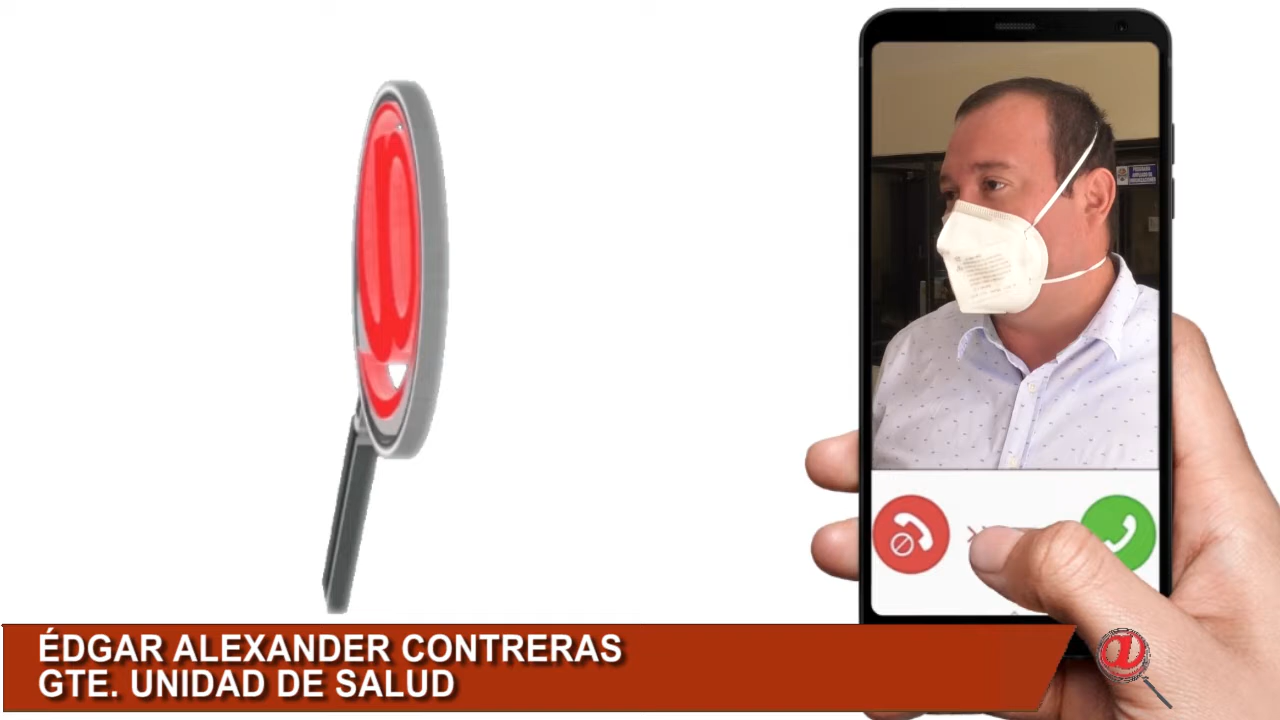 ÉDGAR ALEXANDER CONTRERAS
GTE. UNIDAD DE SALUD